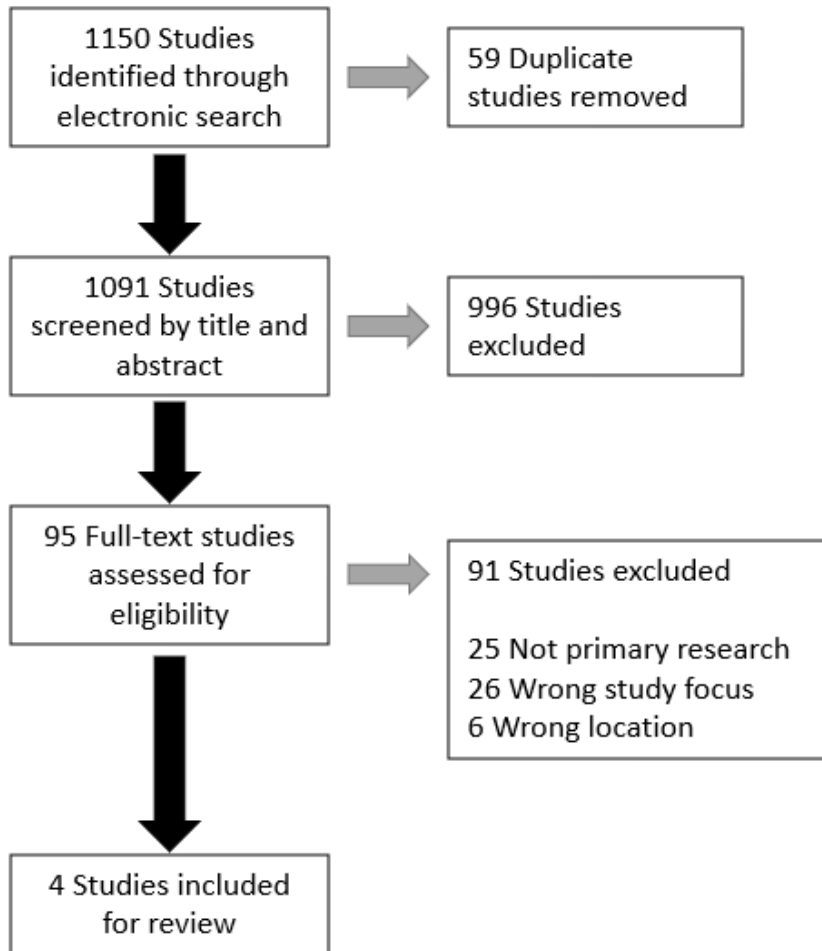 1150 Studies
identified through
electronic search
59 Duplicate
studies removed
1091 Studies
screened by title and
abstract
996 Studies
excluded
95 Full-text studies
assessed for
eligibility
91 Studies excluded
25 Not primary research
26 Wrong study focus
6 Wrong location
4 Studies included
for review